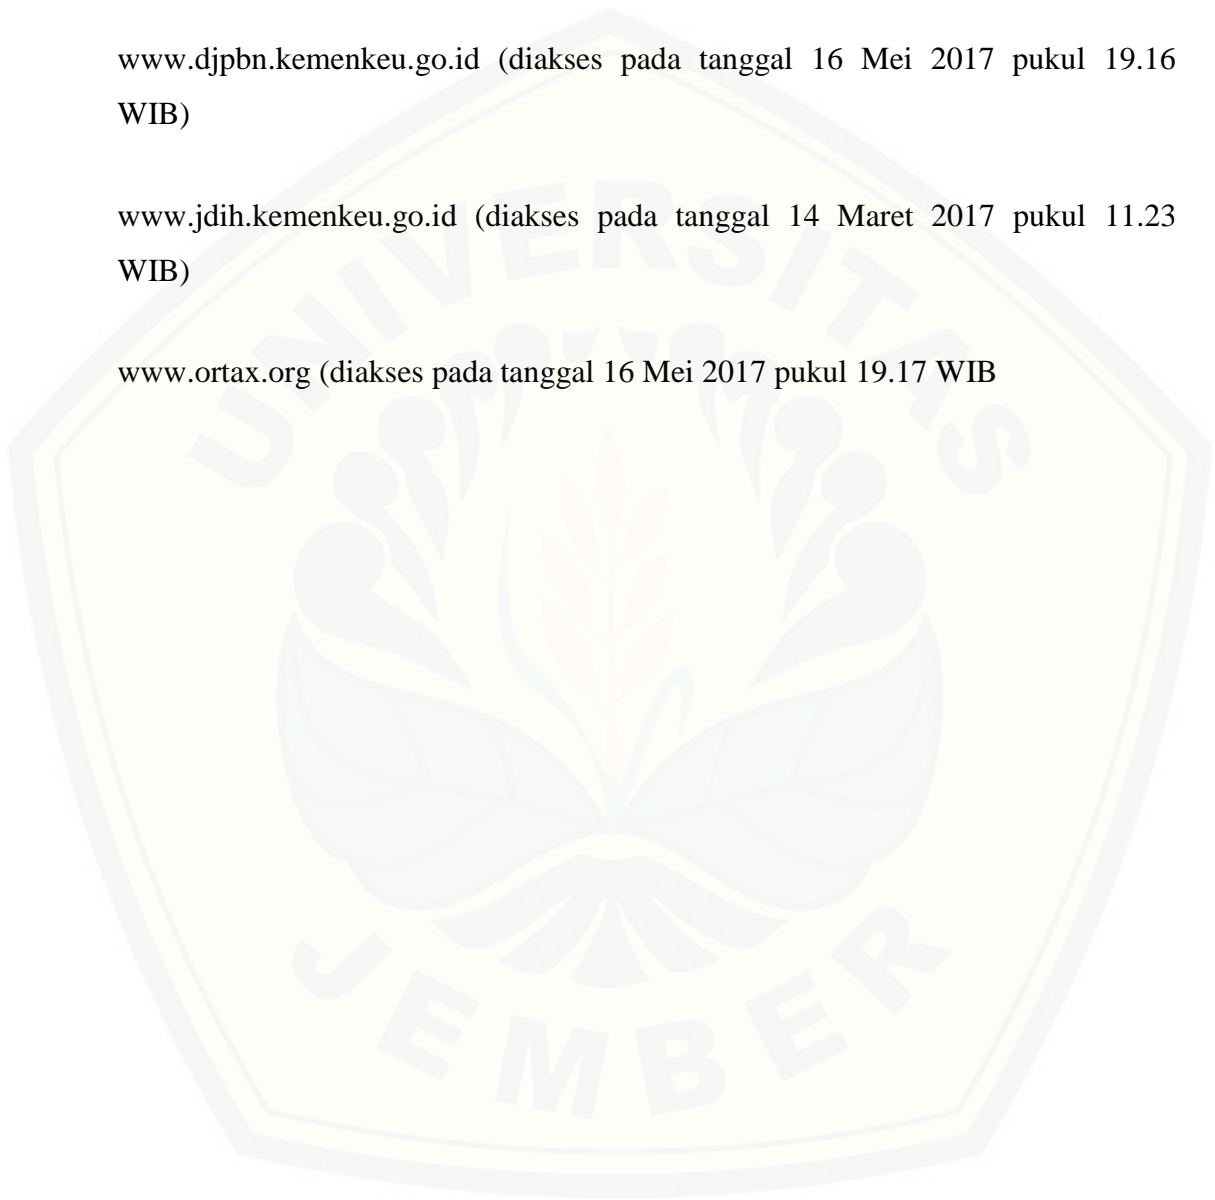 www.djpbn.kemenkeu.go.id (diakses pada tanggal 16 Mei 2017 pukul 19.16
WIB)
www.jdih.kemenkeu.go.id (diakses pada tanggal 14 Maret 2017 pukul 11.23
WIB)
www.ortax.org (diakses pada tanggal 16 Mei 2017 pukul 19.17 WIB
UNIVERSITAS
JEMBER